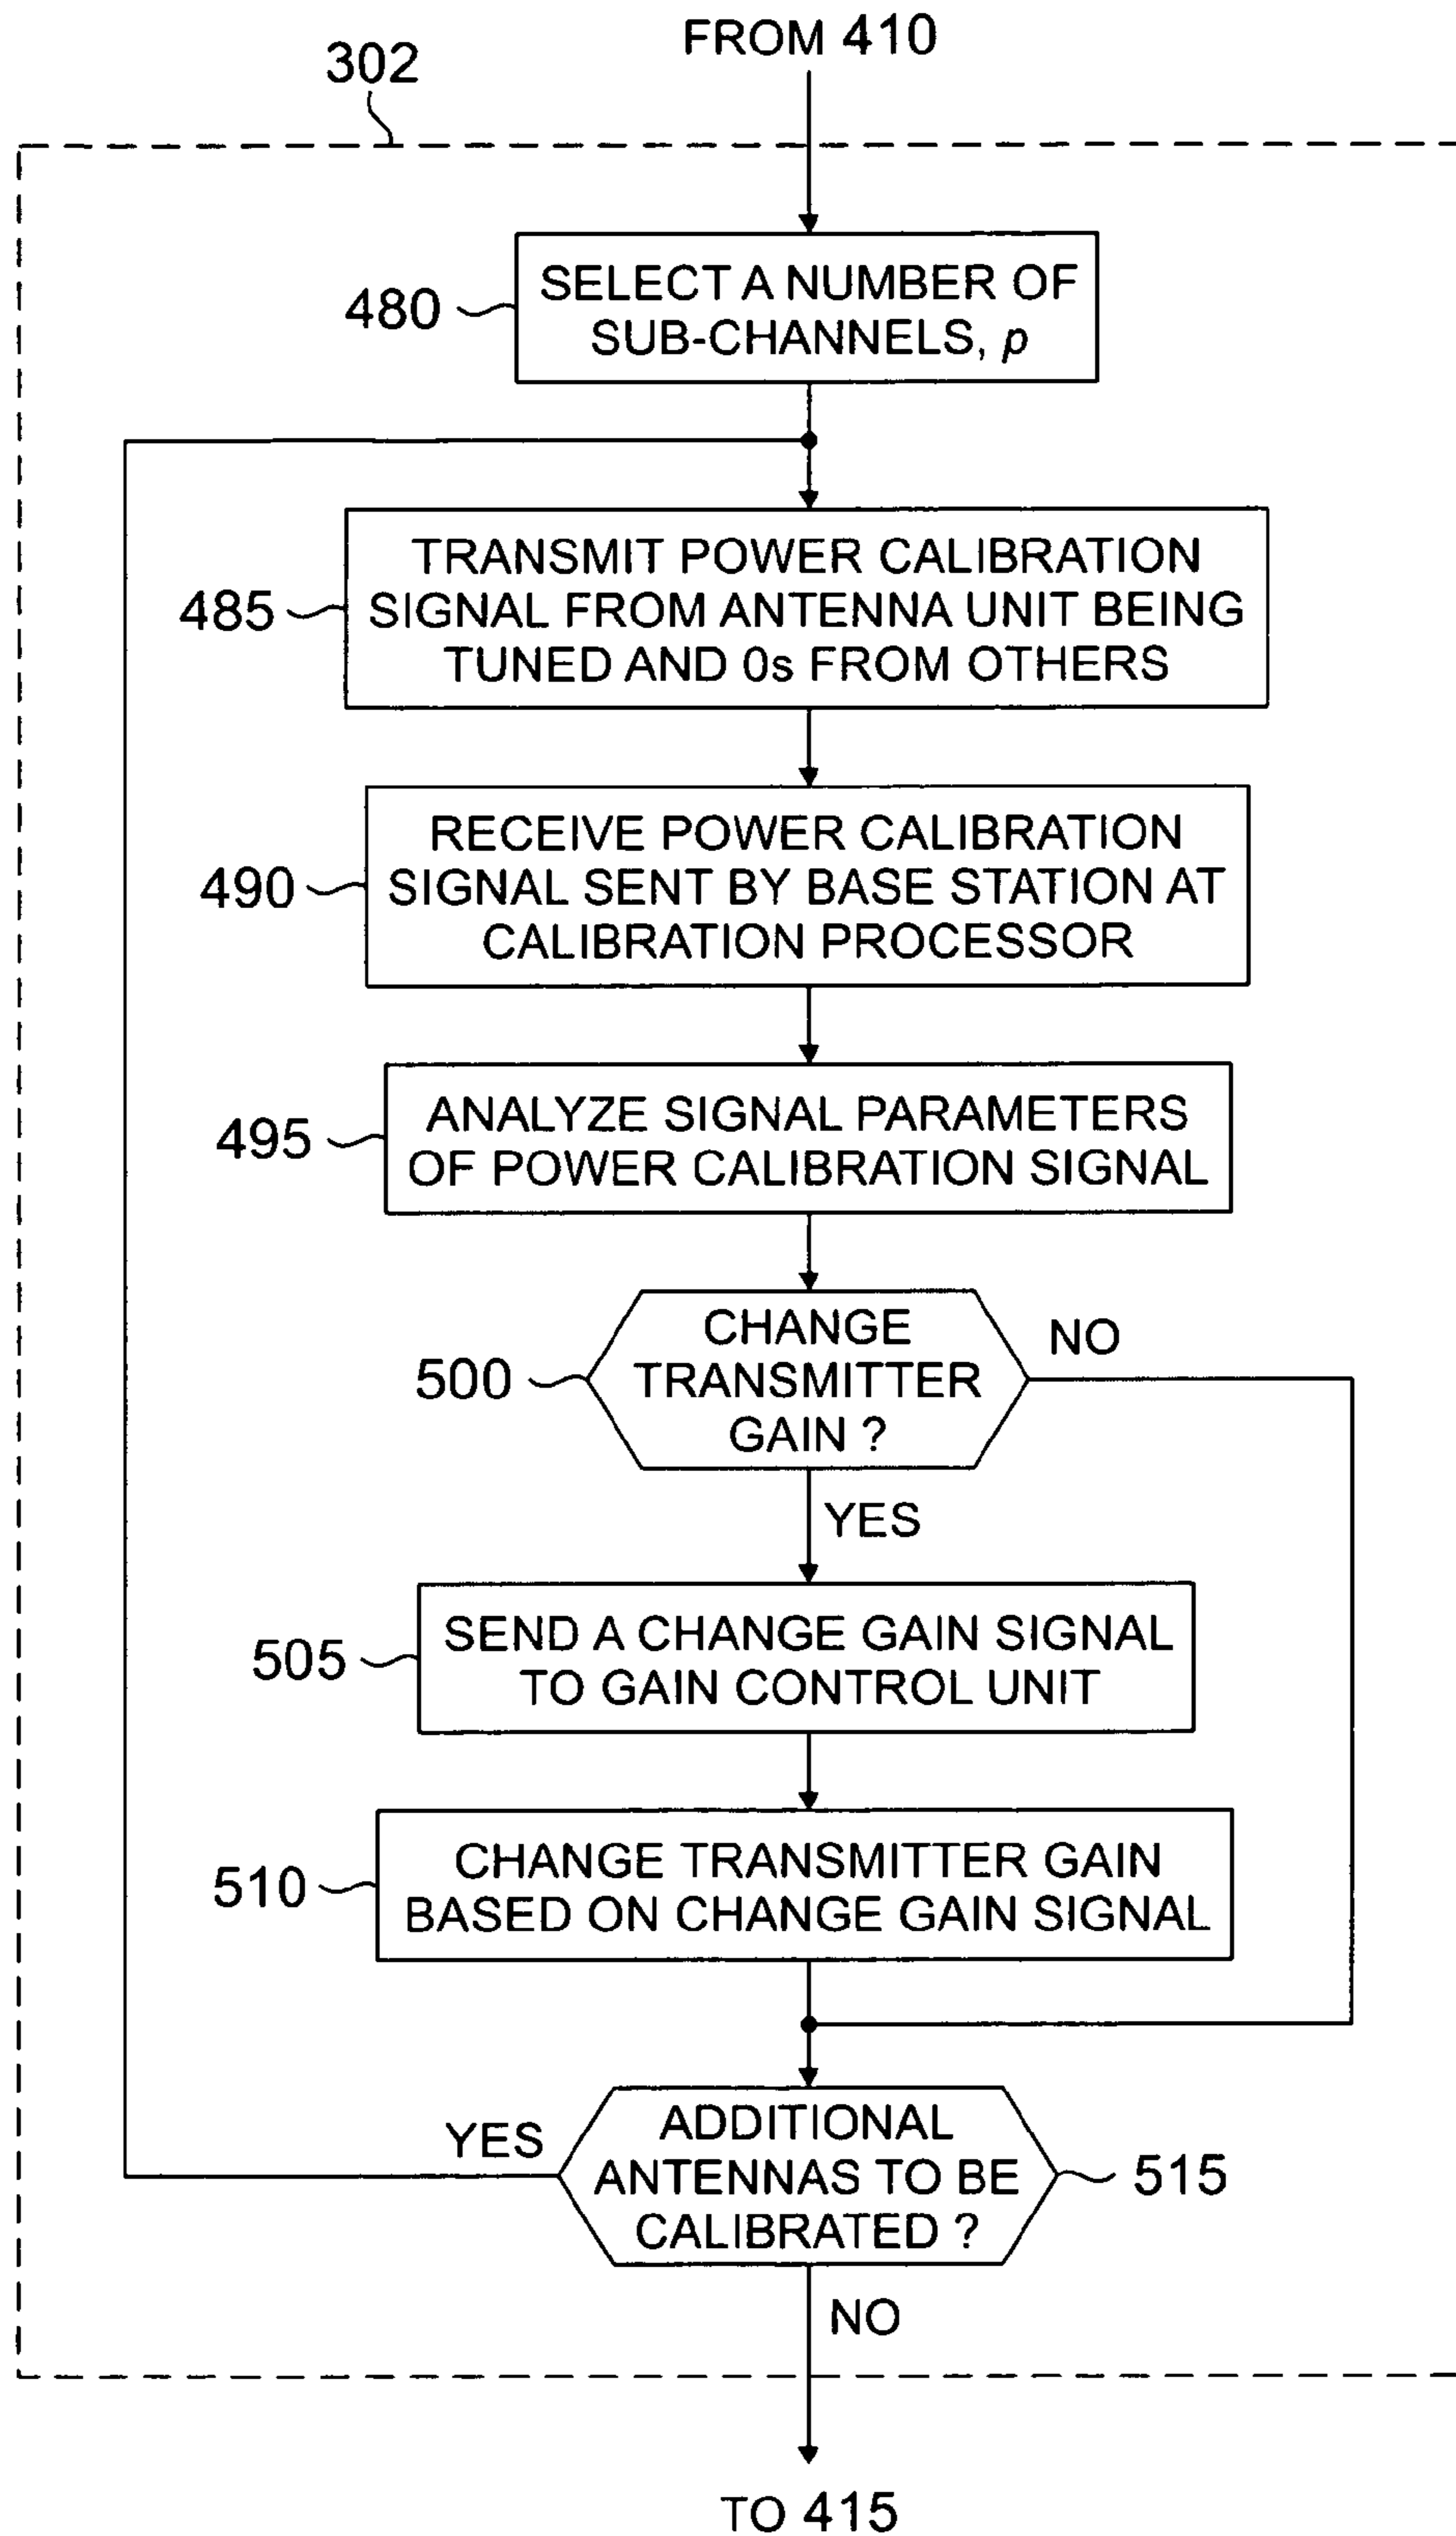 FROM 410
302
480
SELECT A NUMBER OF
SUB-CHANNELS, p
485
TRANSMIT POWER CALIBRATION
SIGNAL FROM ANTENNA UNIT BEING
TUNED AND 0s FROM OTHERS
490
RECEIVE POWER CALIBRATION
SIGNAL SENT BY BASE STATION AT
CALIBRATION PROCESSOR
495
ANALYZE SIGNAL PARAMETERS
OF POWER CALIBRATION SIGNAL
500
CHANGE
TRANSMITTER
GAIN ?
NO
YES
505
SEND A CHANGE GAIN SIGNAL
TO GAIN CONTROL UNIT
510
CHANGE TRANSMITTER GAIN
BASED ON CHANGE GAIN SIGNAL
YES
ADDITIONAL
ANTENNAS TO BE
CALIBRATED ?
515
NO
TO 415